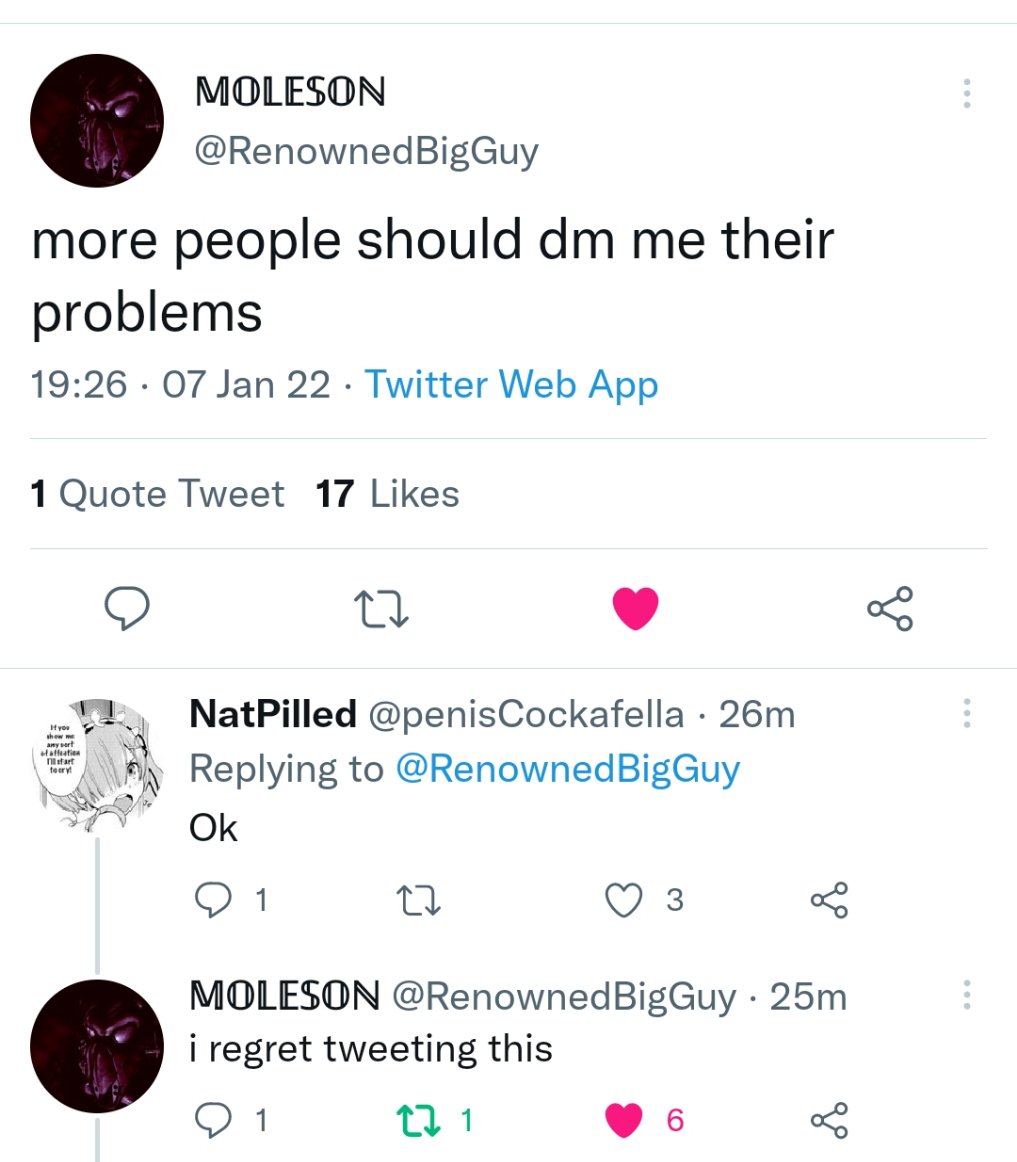 𝕄𝕆𝕃𝔼𝕊𝕆ℕ
@RenownedBigGuy
more people should dm me their
problems
19:26 · 07 Jan 22 · Twitter Web App
1 Quote Tweet 17 Likes
NatPilled @penisCockafella · 26m
Replying to @RenownedBigGuy
Ok
1 3
If you
show me
any sort
of affcetion
I'll start
to cry!
𝕄𝕆𝕃𝔼𝕊𝕆ℕ @RenownedBigGuy · 25m
i regret tweeting this
1 1 6